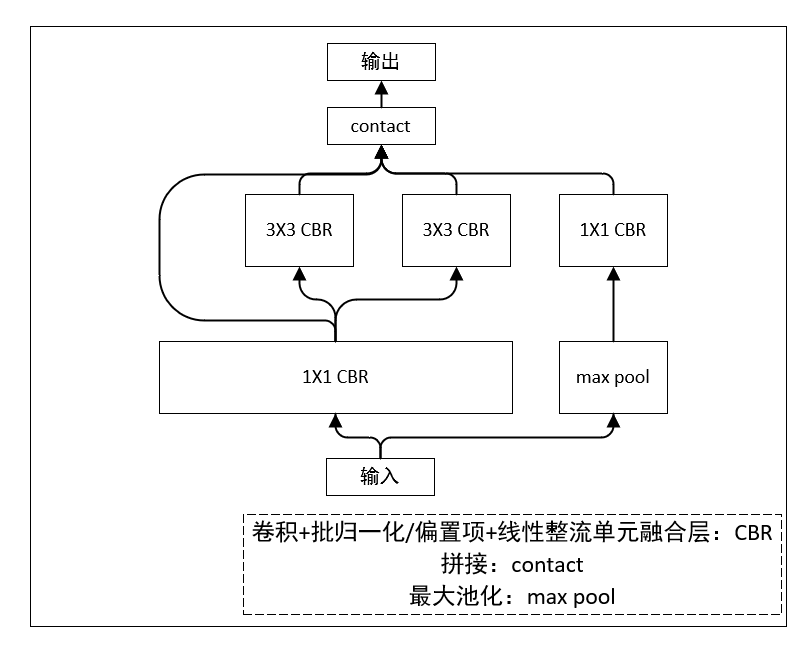 输出
contact
3X3 CBR
3X3 CBR
1X1 CBR
1X1 CBR
max pool
输入
卷积+批归一化/偏置项+线性整流单元融合层：CBR
拼接：contact
最大池化：max pool